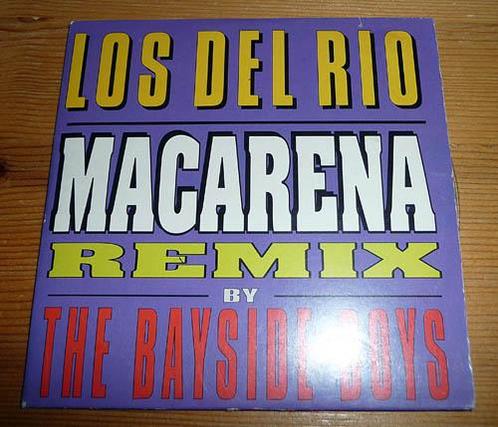 LOS DEL RIO
MACARENA
REMIX
BY
THE BAYSIDE BOYS